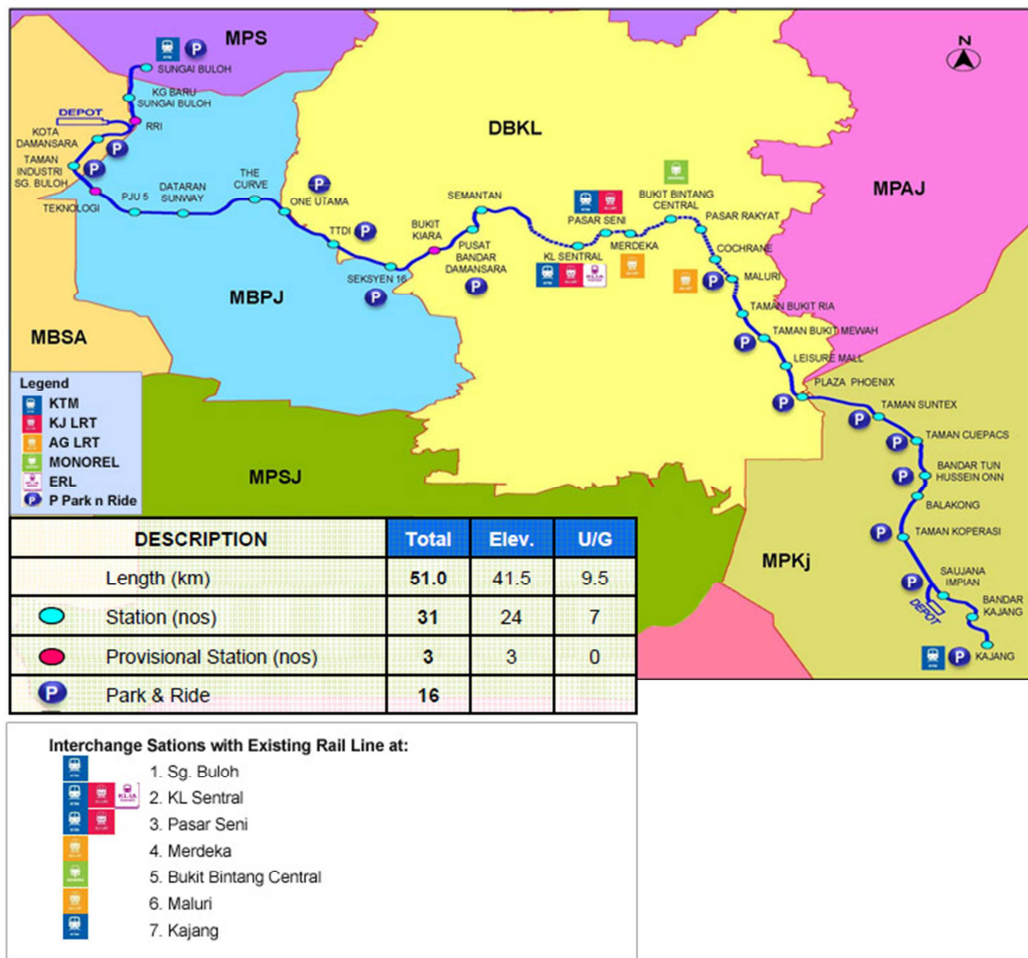 MPS
N
SUNGAI BULOH
KG BARU
SUNGAI BULOH
DEPOT
RRI
KOTA
DAMANSARA
TAMAN
INDUSTRI
SG. BULOH
TEKNOLOGI
PJU 5
DATARAN
SUNWAY
THE
CURVE
ONE UTAMA
TTDI
SEKSYEN 16
BUKIT
KIARA
SEMANTAN
PUSAT
BANDAR
DAMANSARA
DBKL
MPAJ
KL SENTRAL
PASAR SENI
MERDEKA
BUKIT BINTANG
CENTRAL
PASAR RAKYAT
COCHRANE
MALURI
TAMAN BUKIT RIA
TAMAN BUKIT MEWAH
LEISURE MALL
PLAZA PHOENIX
TAMAN SUNTEX
TAMAN CUEPACS
BANDAR TUN
HUSSEIN ONN
BALAKONG
TAMAN KOPERASI
SAUJANA
IMPIAN
DEPOT
BANDAR
KAJANG
KAJANG
MBPJ
MBSA
MPSJ
MPKj
Legend
KTM
KJ LRT
AG LRT
MONOREL
ERL
P Park n Ride
DESCRIPTION Total Elev. U/G
Length (km) 51.0 41.5 9.5
Station (nos) 31 24 7
Provisional Station (nos) 3 3 0
P Park & Ride 16
Interchange Sations with Existing Rail Line at:
1. Sg. Buloh
2. KL Sentral
3. Pasar Seni
4. Merdeka
5. Bukit Bintang Central
6. Maluri
7. Kajang